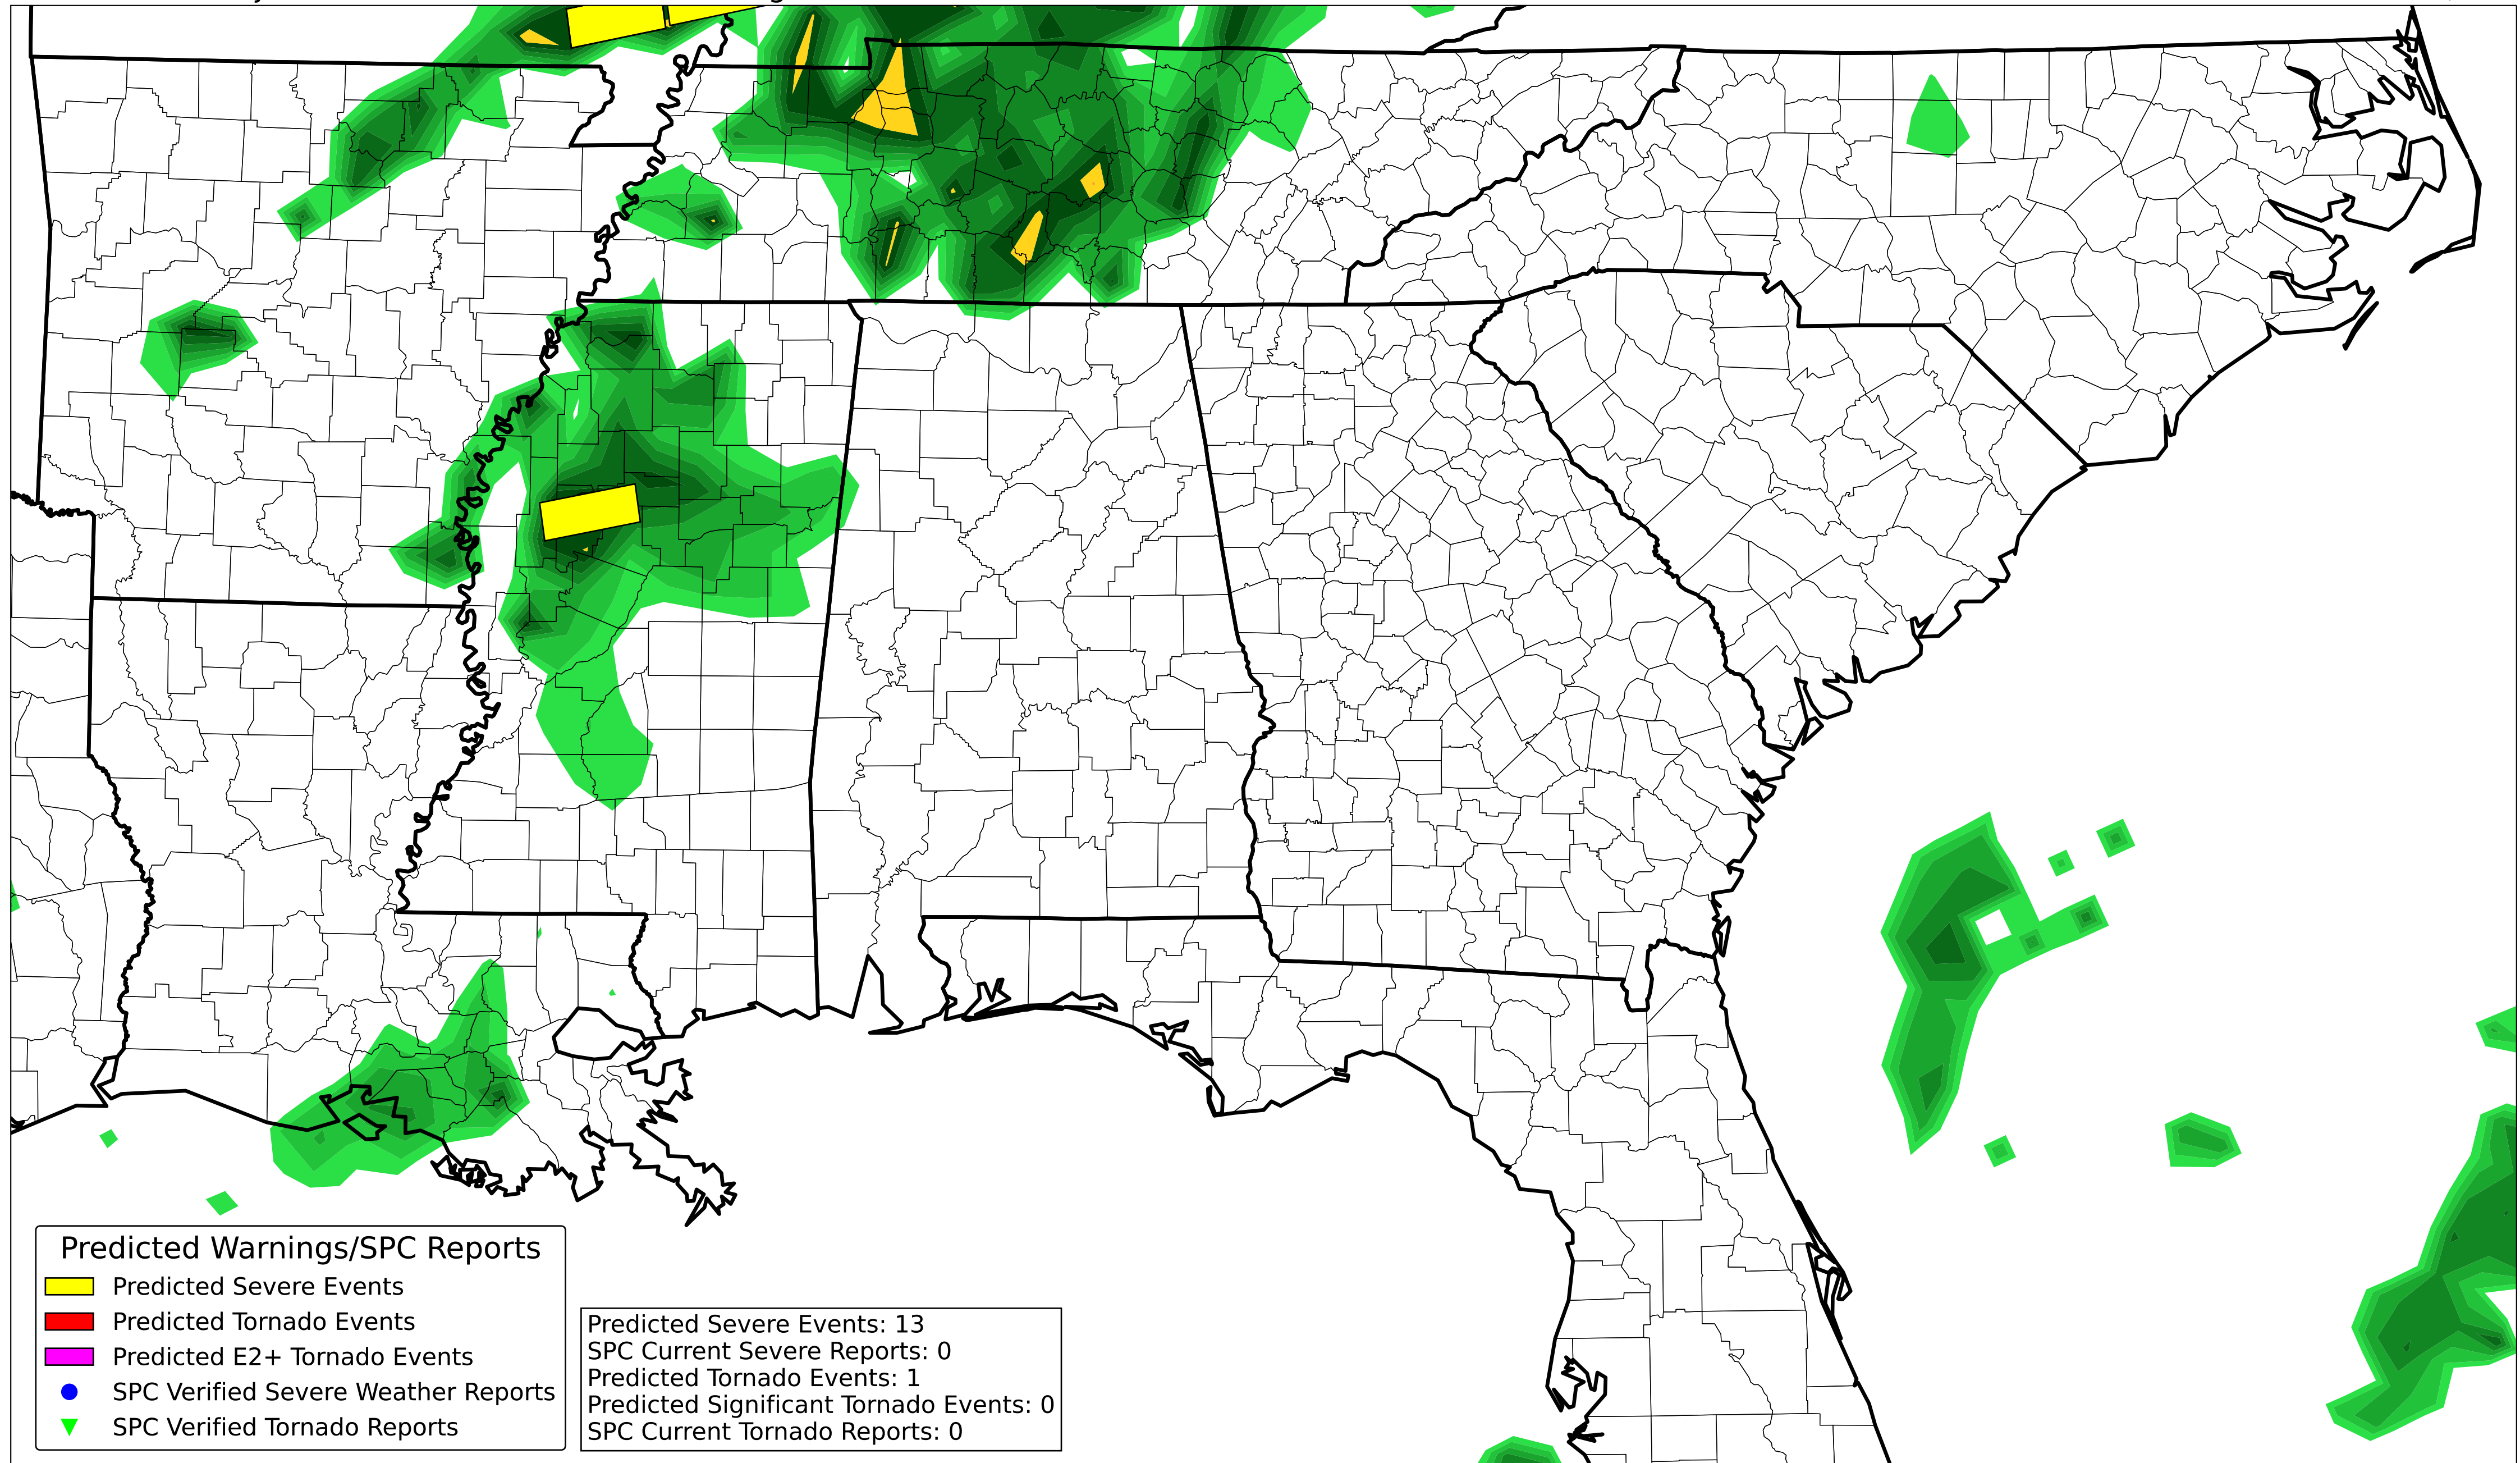 Predicted Warnings/SPC Reports
Predicted Severe Events
Predicted Tornado Events
Predicted E2+ Tornado Events
SPC Verified Severe Weather Reports
SPC Verified Tornado Reports
Predicted Severe Events: 13
SPC Current Severe Reports: 0
Predicted Tornado Events: 1
Predicted Significant Tornado Events: 0
SPC Current Tornado Reports: 0